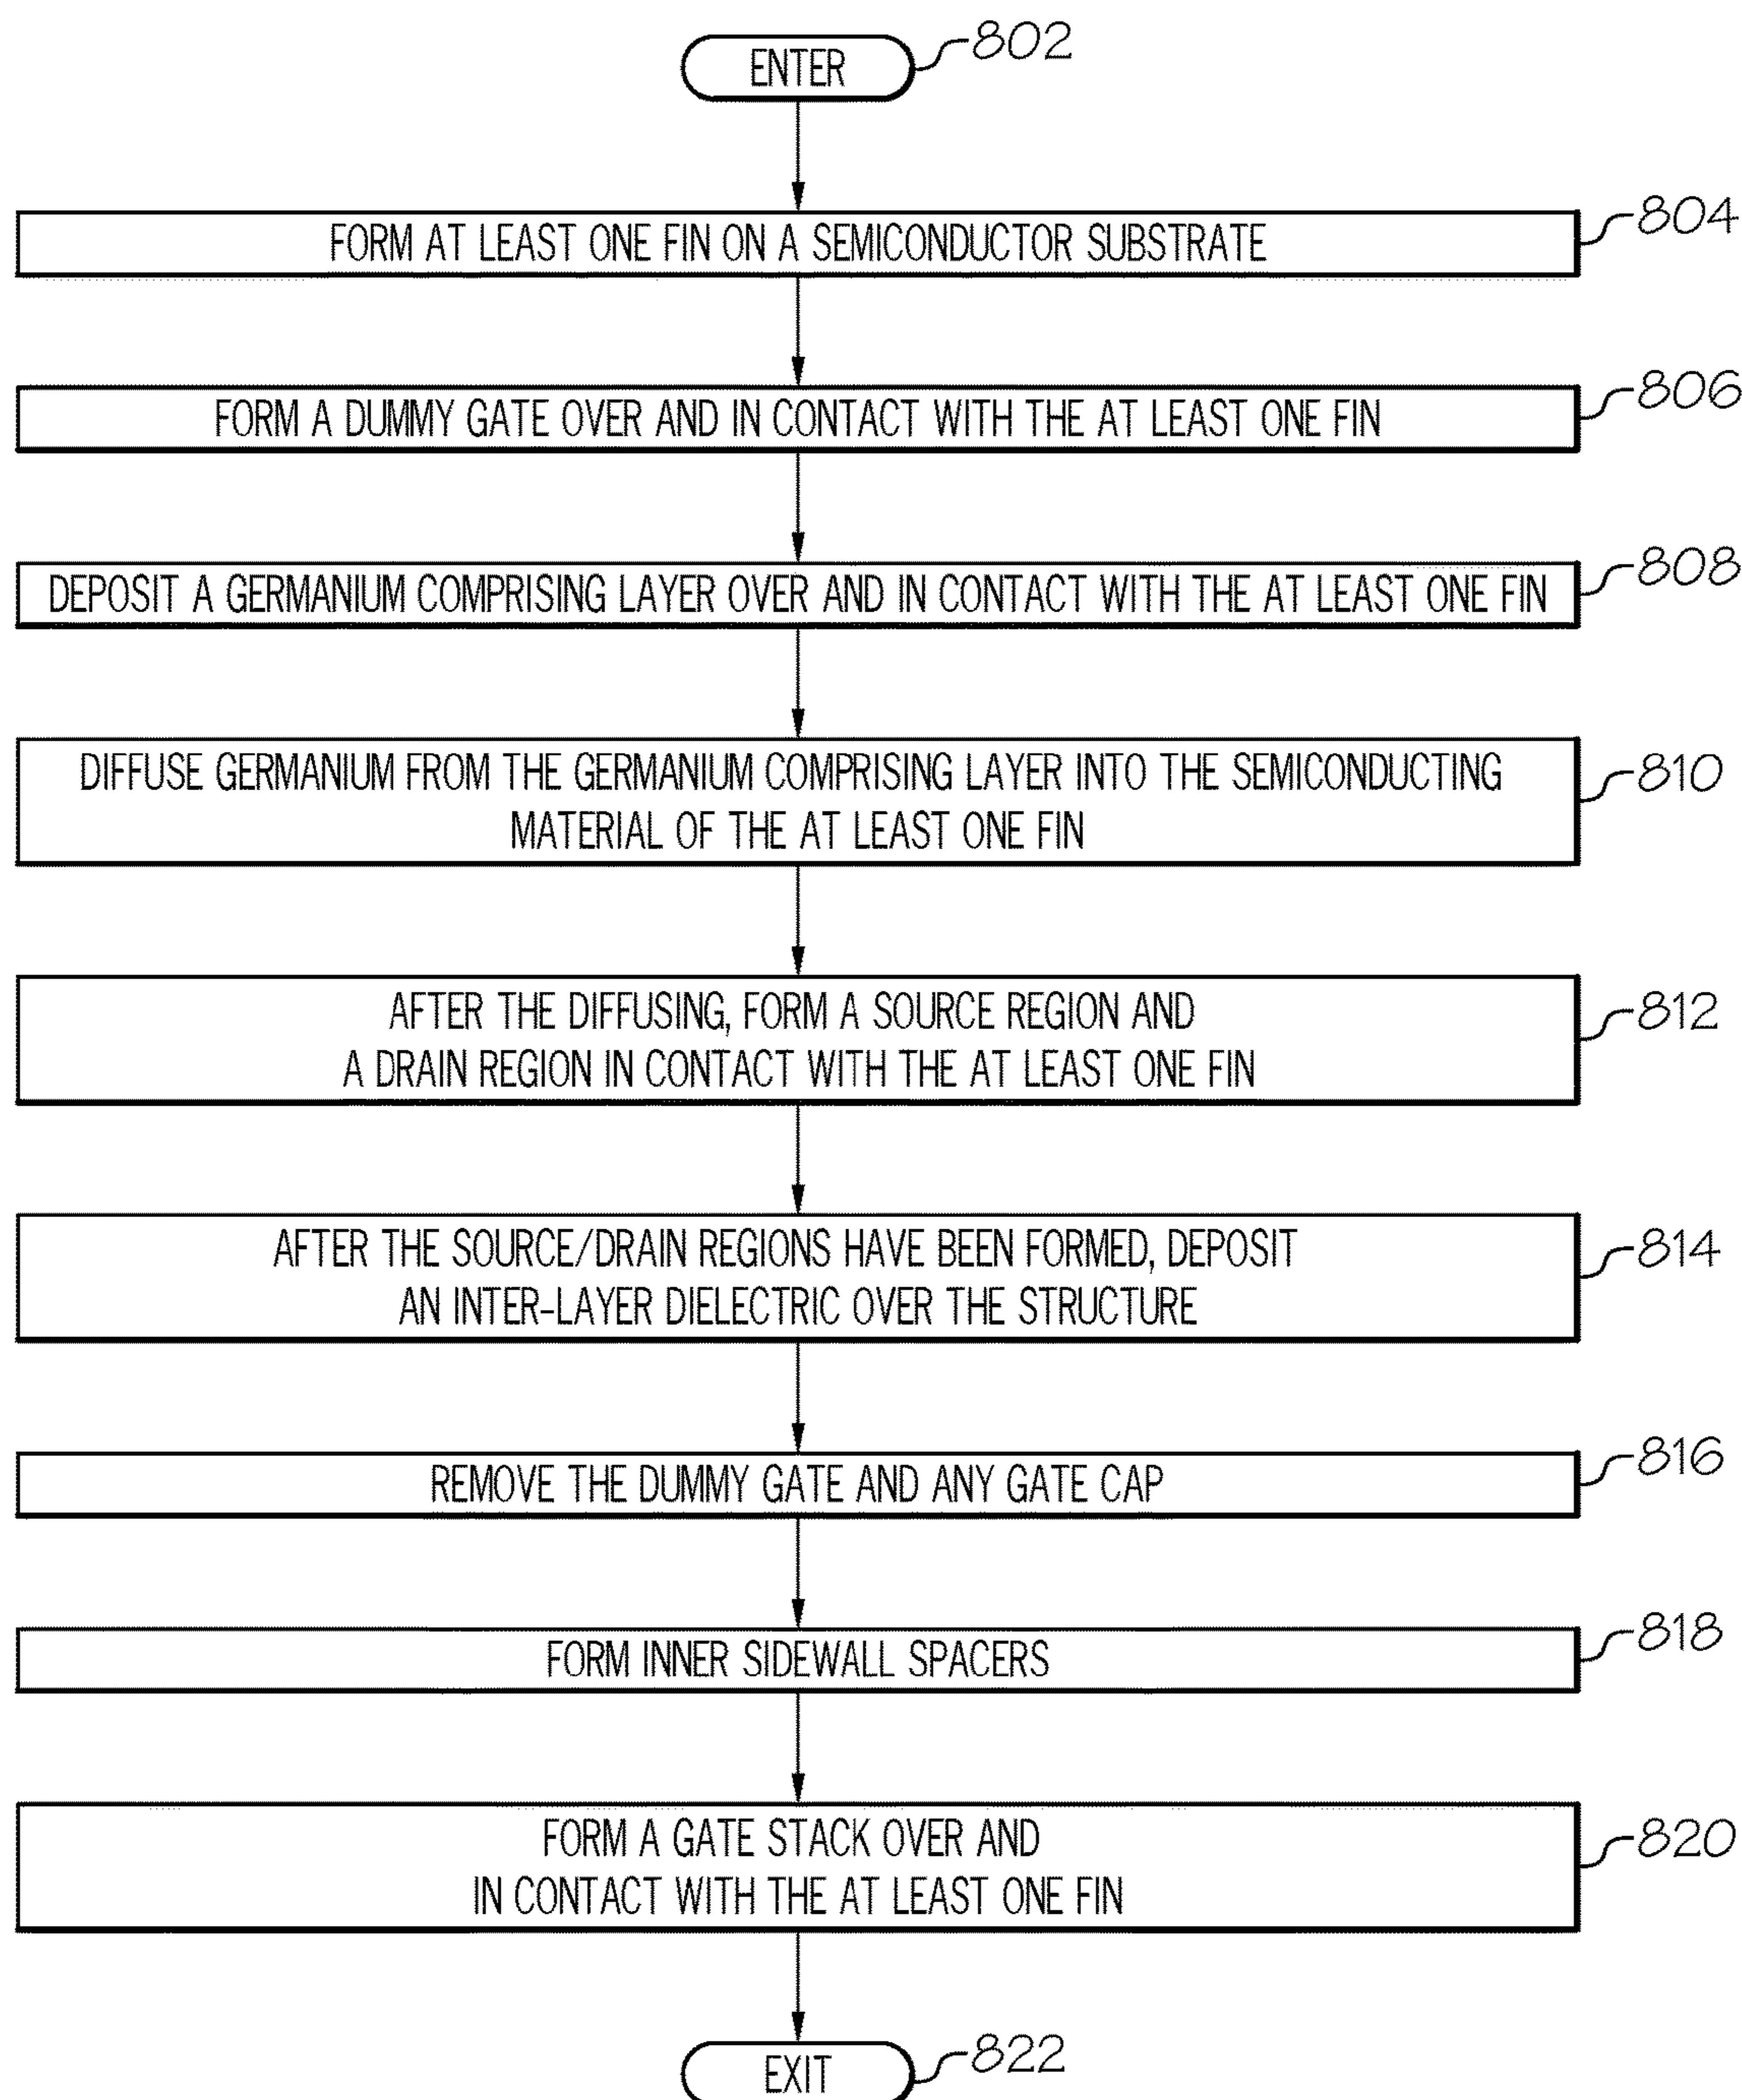 ENTER
802
FORM AT LEAST ONE FIN ON A SEMICONDUCTOR SUBSTRATE
804
FORM A DUMMY GATE OVER AND IN CONTACT WITH THE AT LEAST ONE FIN
806
DEPOSIT A GERMANIUM COMPRISING LAYER OVER AND IN CONTACT WITH THE AT LEAST ONE FIN
808
DIFFUSE GERMANIUM FROM THE GERMANIUM COMPRISING LAYER INTO THE SEMICONDUCTING
MATERIAL OF THE AT LEAST ONE FIN
810
AFTER THE DIFFUSING, FORM A SOURCE REGION AND
A DRAIN REGION IN CONTACT WITH THE AT LEAST ONE FIN
812
AFTER THE SOURCE/DRAIN REGIONS HAVE BEEN FORMED, DEPOSIT
AN INTER-LAYER DIELECTRIC OVER THE STRUCTURE
814
REMOVE THE DUMMY GATE AND ANY GATE CAP
816
FORM INNER SIDEWALL SPACERS
818
FORM A GATE STACK OVER AND
IN CONTACT WITH THE AT LEAST ONE FIN
820
EXIT
822